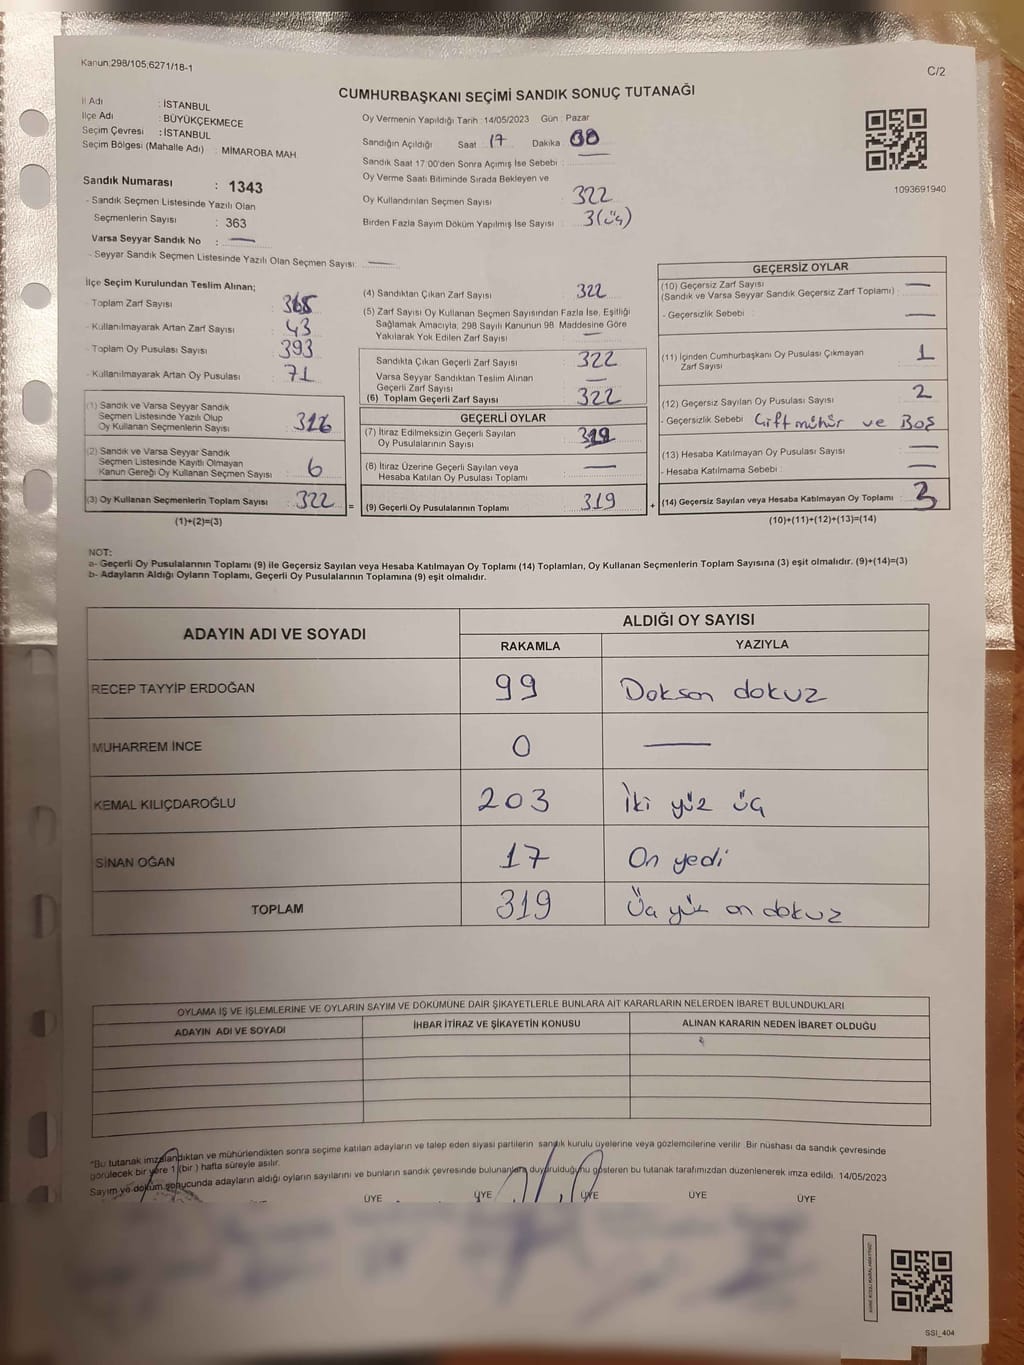 Kanun:298/105;6271/18-1
C/2
CUMHURBAŞKANI SEÇİMİ SANDIK SONUÇ TUTANAĞI
İl Adı : İSTANBUL
İlçe Adı : BÜYÜKÇEKMECE
Seçim Çevresi : İSTANBUL
Seçim Bölgesi (Mahalle Adı) : MİMAROBA MAH.
Oy Vermenin Yapıldığı Tarih : 14/05/2023 Gün : Pazar
Sandığın Açıldığı Saat : 17 Dakika : 00
Sandık Saat 17:00'den Sonra Açımış İse Sebebi :
Oy Verme Saati Bitiminde Sırada Bekleyen ve
Oy Kullandırılan Seçmen Sayısı : 322
Birden Fazla Sayım Döküm Yapılmış İse Sayısı : 3 (üç)
1093691940
Sandık Numarası : 1343
- Sandık Seçmen Listesinde Yazılı Olan
Seçmenlerin Sayısı : 363
Varsa Seyyar Sandık No : —
- Seyyar Sandık Seçmen Listesinde Yazılı Olan Seçmen Sayısı: —
İlçe Seçim Kurulundan Teslim Alınan;
- Toplam Zarf Sayısı : 365
- Kullanılmayarak Artan Zarf Sayısı : 43
- Toplam Oy Pusulası Sayısı : 393
- Kullanılmayarak Artan Oy Pusulası : 71
(1) Sandık ve Varsa Seyyar Sandık
Seçmen Listesinde Yazılı Olup
Oy Kullanan Seçmenlerin Sayısı : 316
(2) Sandık ve Varsa Seyyar Sandık
Seçmen Listesinde Kayıtlı Olmayan
Kanun Gereği Oy Kullanan Seçmen Sayısı : 6
(3) Oy Kullanan Seçmenlerin Toplam Sayısı : 322
(1)+(2)=(3)
(4) Sandıktan Çıkan Zarf Sayısı : 322
(5) Zarf Sayısı Oy Kullanan Seçmen Sayısından Fazla İse, Eşitliği
Sağlamak Amacıyla; 298 Sayılı Kanunun 98. Maddesine Göre
Yakılarak Yok Edilen Zarf Sayısı : —
Sandıkta Çıkan Geçerli Zarf Sayısı : 322
Varsa Seyyar Sandıktan Teslim Alınan
Geçerli Zarf Sayısı : —
(6) Toplam Geçerli Zarf Sayısı : 322
GEÇERLİ OYLAR
(7) İtiraz Edilmeksizin Geçerli Sayılan
Oy Pusulalarının Sayısı : 319
(8) İtiraz Üzerine Geçerli Sayılan veya
Hesaba Katılan Oy Pusulası Toplamı : —
= (9) Geçerli Oy Pusulalarının Toplamı : 319
GEÇERSİZ OYLAR
(10) Geçersiz Zarf Sayısı
(Sandık ve Varsa Seyyar Sandık Geçersiz Zarf Toplamı) : —
- Geçersizlik Sebebi : —
(11) İçinden Cumhurbaşkanı Oy Pusulası Çıkmayan
Zarf Sayısı : 1
(12) Geçersiz Sayılan Oy Pusulası Sayısı : 2
- Geçersizlik Sebebi : Çift mühür ve Boş
(13) Hesaba Katılmayan Oy Pusulası Sayısı : —
- Hesaba Katılmama Sebebi : —
+ (14) Geçersiz Sayılan veya Hesaba Katılmayan Oy Toplamı : 3
(10)+(11)+(12)+(13)=(14)
NOT:
a- Geçerli Oy Pusulalarının Toplamı (9) ile Geçersiz Sayılan veya Hesaba Katılmayan Oy Toplamı (14) Toplamları, Oy Kullanan Seçmenlerin Toplam Sayısına (3) eşit olmalıdır. (9)+(14)=(3)
b- Adayların Aldığı Oyların Toplamı, Geçerli Oy Pusulalarının Toplamına (9) eşit olmalıdır.
ADAYIN ADI VE SOYADI
ALDIĞI OY SAYISI
RAKAMLA YAZIYLA
RECEP TAYYİP ERDOĞAN 99 Doksan dokuz
MUHARREM İNCE 0 —
KEMAL KILIÇDAROĞLU 203 İki yüz üç
SİNAN OĞAN 17 On yedi
TOPLAM 319 Üç yüz on dokuz
OYLAMA İŞ VE İŞLEMLERİNE VE OYLARIN SAYIM VE DÖKÜMÜNE DAİR ŞİKAYETLERLE BUNLARA AİT KARARLARIN NELERDEN İBARET BULUNDUKLARI
ADAYIN ADI VE SOYADI İHBAR İTİRAZ VE ŞİKAYETİN KONUSU ALINAN KARARIN NEDEN İBARET OLDUĞU
*Bu tutanak imzalandıktan ve mühürlendikten sonra seçime katılan adayların ve talep eden siyasi partilerin sandık kurulu üyelerine veya gözlemcilerine verilir. Bir nüshası da sandık çevresinde
görülecek bir yere 1 (bir) hafta süreyle asılır.
Sayım ve döküm sonucunda adayların aldığı oyların sayılarını ve bunların sandık çevresinde bulunanlara duyurulduğunu gösteren bu tutanak tarafımızdan düzenlenerek imza edildi. 14/05/2023
ÜYE ÜYE ÜYE ÜYE ÜYE
SSI_404